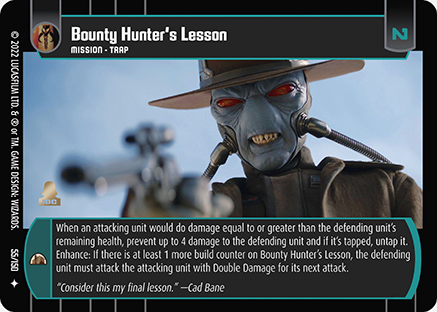 Bounty Hunter's Lesson
MISSION - TRAP
N
© 2022 LUCASFILM LTD. & ® or TM. GAME DESIGN: WIZARDS.
When an attacking unit would do damage equal to or greater than the defending unit's
remaining health, prevent up to 4 damage to the defending unit and if it's tapped, untap it.
Enhance: If there is at least 1 more build counter on Bounty Hunter's Lesson, the defending
unit must attack the attacking unit with Double Damage for its next attack.
"Consider this my final lesson." —Cad Bane
55/150